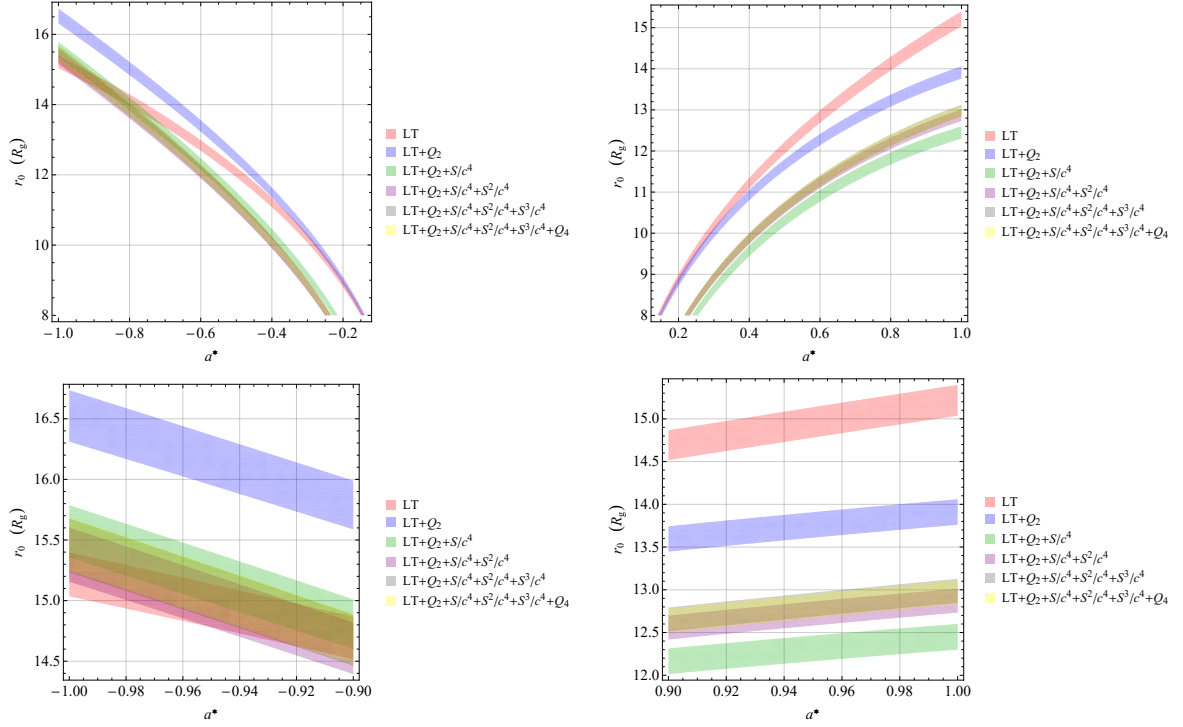 16
14
12
10
8
r₀ (R_g)
−1.0 −0.8 −0.6 −0.4 −0.2
a*
LT
LT+Q₂
LT+Q₂+S/c⁴
LT+Q₂+S/c⁴+S²/c⁴
LT+Q₂+S/c⁴+S²/c⁴+S³/c⁴
LT+Q₂+S/c⁴+S²/c⁴+S³/c⁴+Q₄
15
14
13
12
11
10
9
8
r₀ (R_g)
0.2 0.4 0.6 0.8 1.0
a*
LT
LT+Q₂
LT+Q₂+S/c⁴
LT+Q₂+S/c⁴+S²/c⁴
LT+Q₂+S/c⁴+S²/c⁴+S³/c⁴
LT+Q₂+S/c⁴+S²/c⁴+S³/c⁴+Q₄
16.5
16.0
15.5
15.0
14.5
r₀ (R_g)
−1.00 −0.98 −0.96 −0.94 −0.92 −0.90
a*
LT
LT+Q₂
LT+Q₂+S/c⁴
LT+Q₂+S/c⁴+S²/c⁴
LT+Q₂+S/c⁴+S²/c⁴+S³/c⁴
LT+Q₂+S/c⁴+S²/c⁴+S³/c⁴+Q₄
15.0
14.5
14.0
13.5
13.0
12.5
12.0
r₀ (R_g)
0.90 0.92 0.94 0.96 0.98 1.00
a*
LT
LT+Q₂
LT+Q₂+S/c⁴
LT+Q₂+S/c⁴+S²/c⁴
LT+Q₂+S/c⁴+S²/c⁴+S³/c⁴
LT+Q₂+S/c⁴+S²/c⁴+S³/c⁴+Q₄